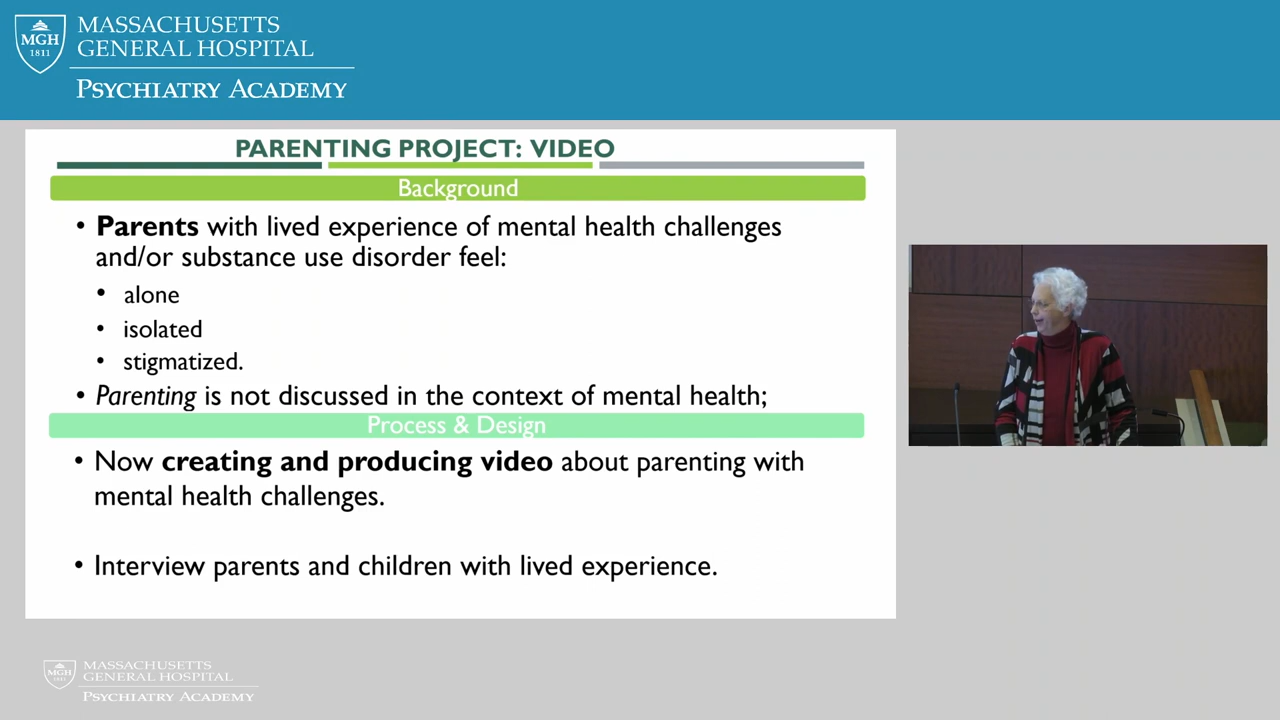 MASSACHUSETTS
GENERAL HOSPITAL
PSYCHIATRY ACADEMY
MGH
1811
PARENTING PROJECT: VIDEO
Background
• Parents with lived experience of mental health challenges
and/or substance use disorder feel:
• alone
• isolated
• stigmatized.
• Parenting is not discussed in the context of mental health;
Process & Design
• Now creating and producing video about parenting with
mental health challenges.
• Interview parents and children with lived experience.
MGH
1811
MASSACHUSETTS
GENERAL HOSPITAL
PSYCHIATRY ACADEMY